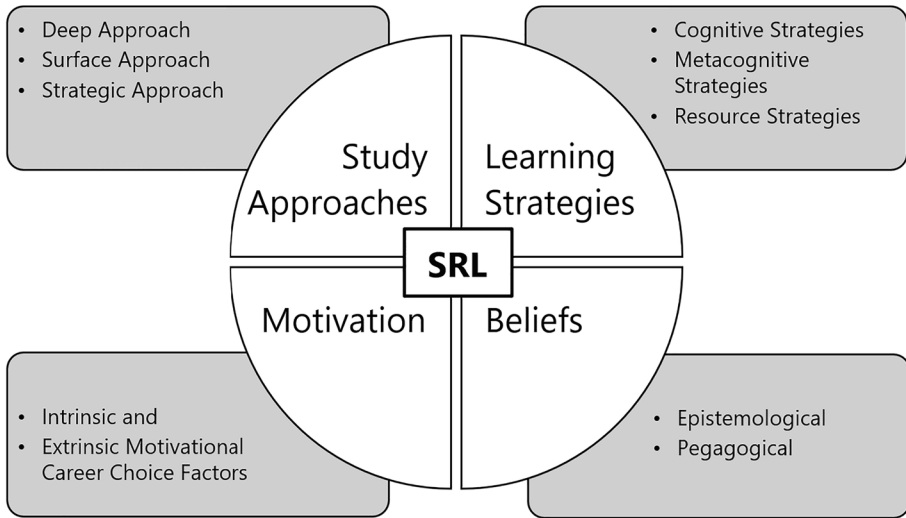 • Deep Approach
• Surface Approach
• Strategic Approach
• Cognitive Strategies
• Metacognitive
Strategies
• Resource Strategies
Study
Approaches
Learning
Strategies
SRL
Motivation
Beliefs
• Intrinsic and
• Extrinsic Motivational
Career Choice Factors
• Epistemological
• Pegagogical